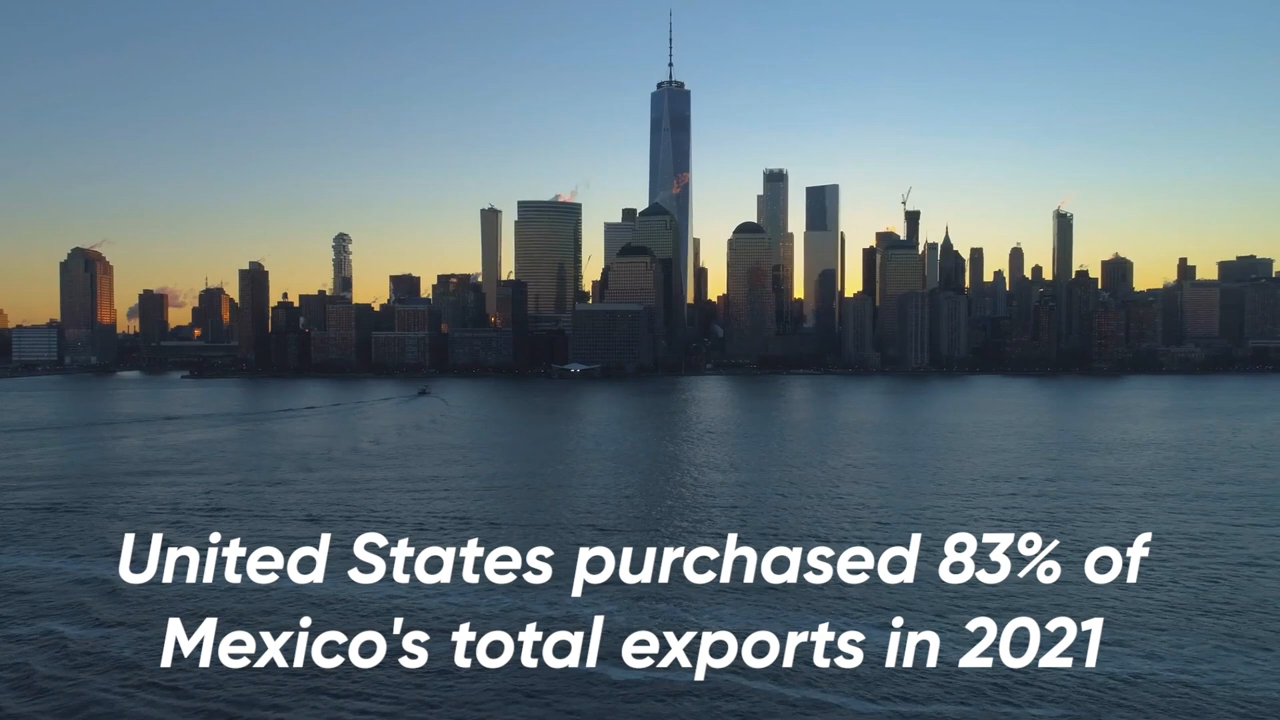 United States purchased 83% of
Mexico's total exports in 2021